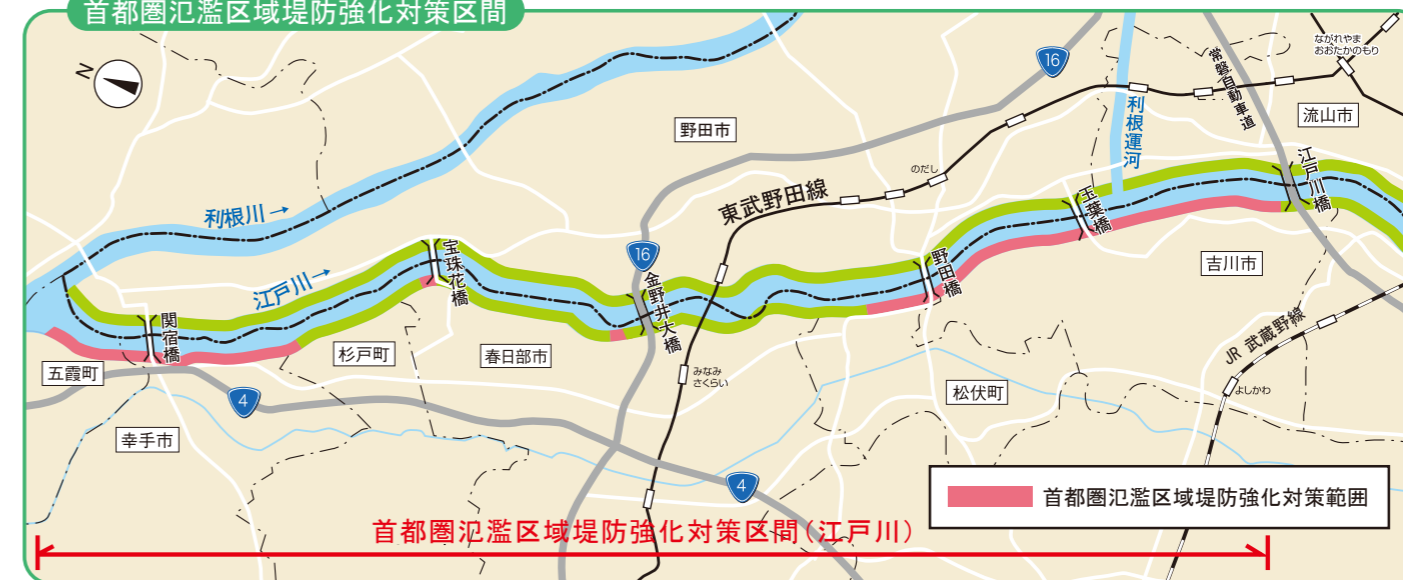 首都圏氾濫区域堤防強化対策区間
N
16
ながれやま
おおたかのもり
常磐自動車道
利根運河
流山市
野田市
のだし
東武野田線
利根川→
江戸川→
16
宝珠花橋
金野井大橋
野田橋
玉葉橋
江戸川橋
関宿橋
吉川市
五霞町
杉戸町
春日部市
みなみ
さくらい
JR 武蔵野線
4
松伏町
よしかわ
幸手市
4
首都圏氾濫区域堤防強化対策範囲
首都圏氾濫区域堤防強化対策区間(江戸川)